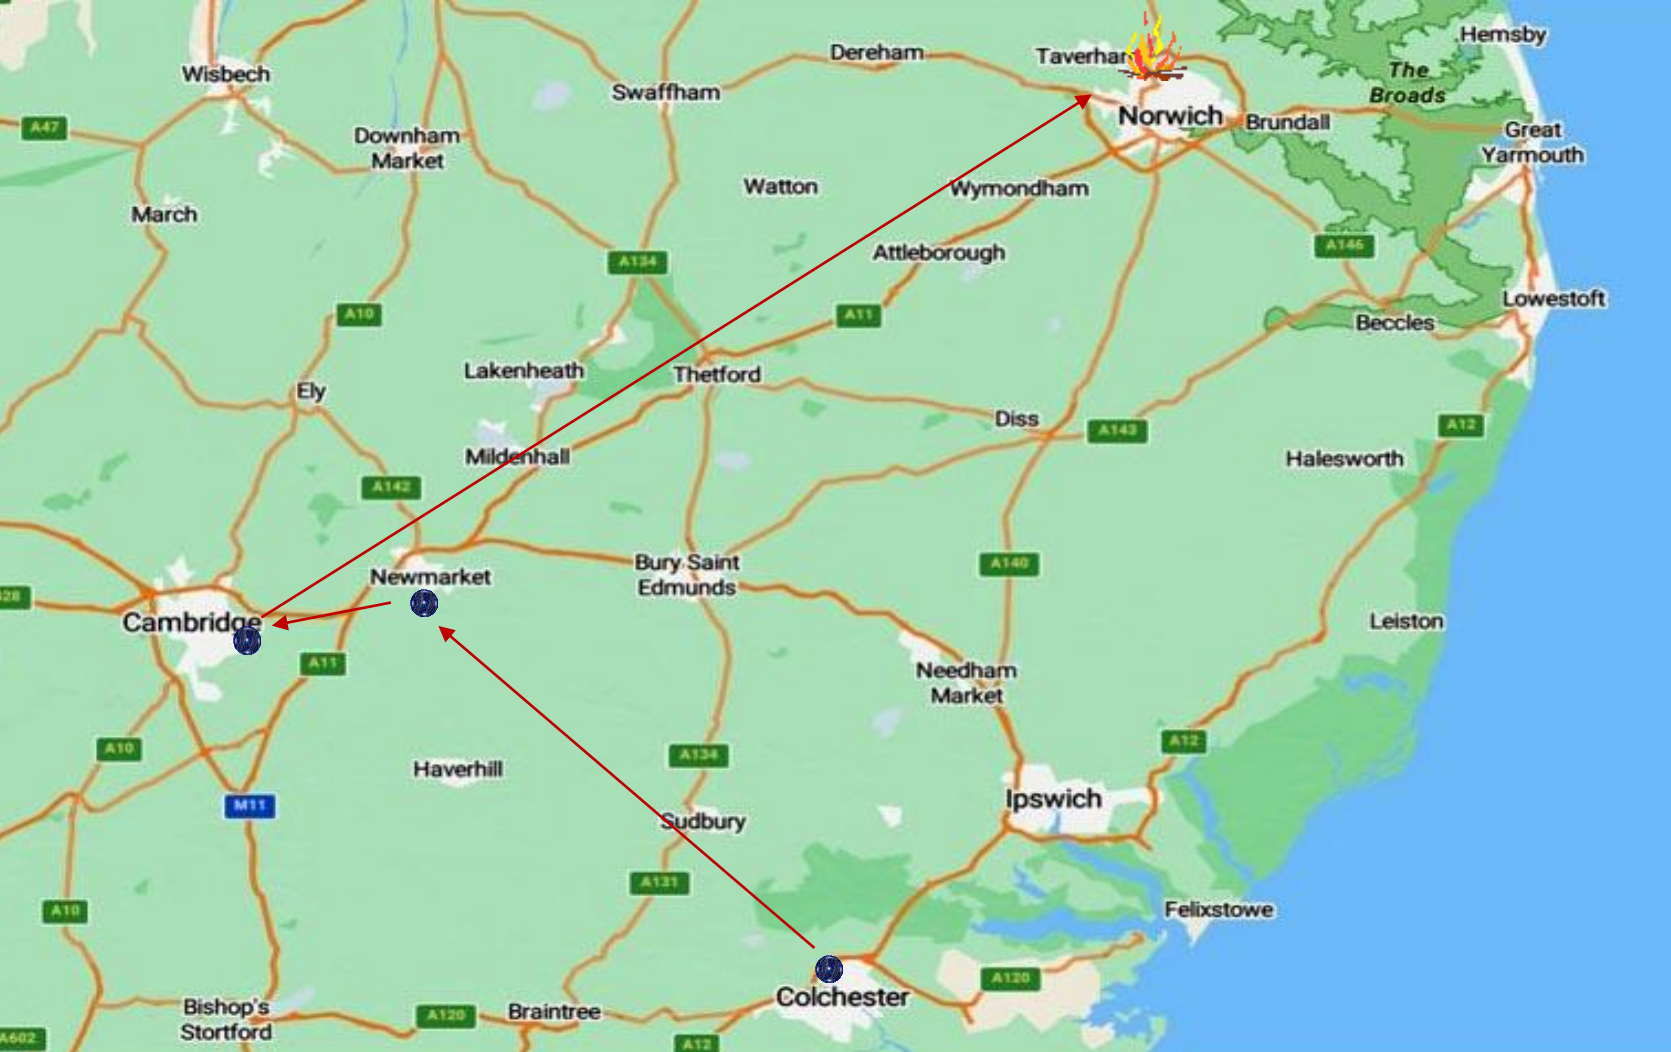 Hemsby
Dereham
Taverham
The
Broads
Wisbech
Swaffham
Norwich
Brundall
A47
Downham
Market
Great
Yarmouth
Watton
Wymondham
March
Attleborough
A146
A134
Lowestoft
A10
A11
Beccles
Lakenheath
Thetford
Ely
Diss
A143
A12
Mildenhall
Halesworth
A142
Newmarket
Bury Saint
Edmunds
A140
A28
Cambridge
Leiston
A11
Needham
Market
A10
A134
A12
Haverhill
M11
Ipswich
Sudbury
A131
A10
Felixstowe
A120
Colchester
Bishop's
Stortford
A120
Braintree
A602
A12